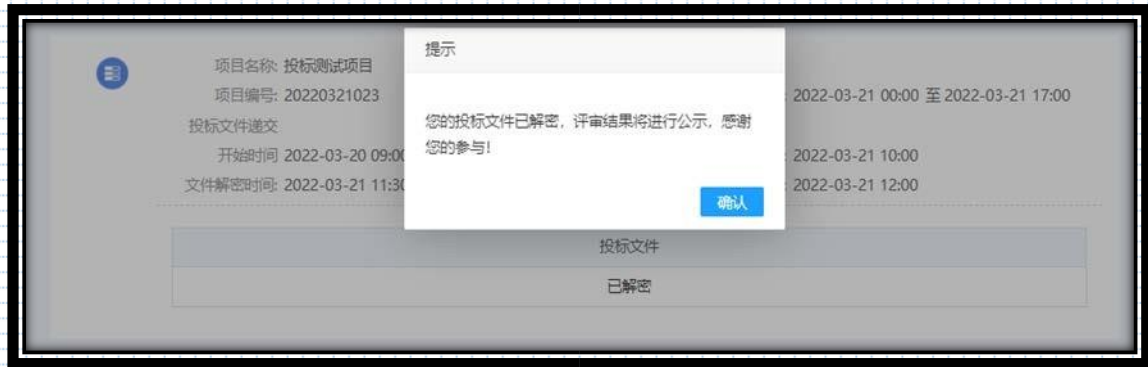 提示
项目名称: 投标测试项目
项目编号: 20220321023
: 2022-03-21 00:00 至 2022-03-21 17:00
您的投标文件已解密，评审结果将进行公示，感谢
您的参与！
投标文件递交
开始时间 2022-03-20 09:00
: 2022-03-21 10:00
文件解密时间: 2022-03-21 11:30
: 2022-03-21 12:00
确认
投标文件
已解密